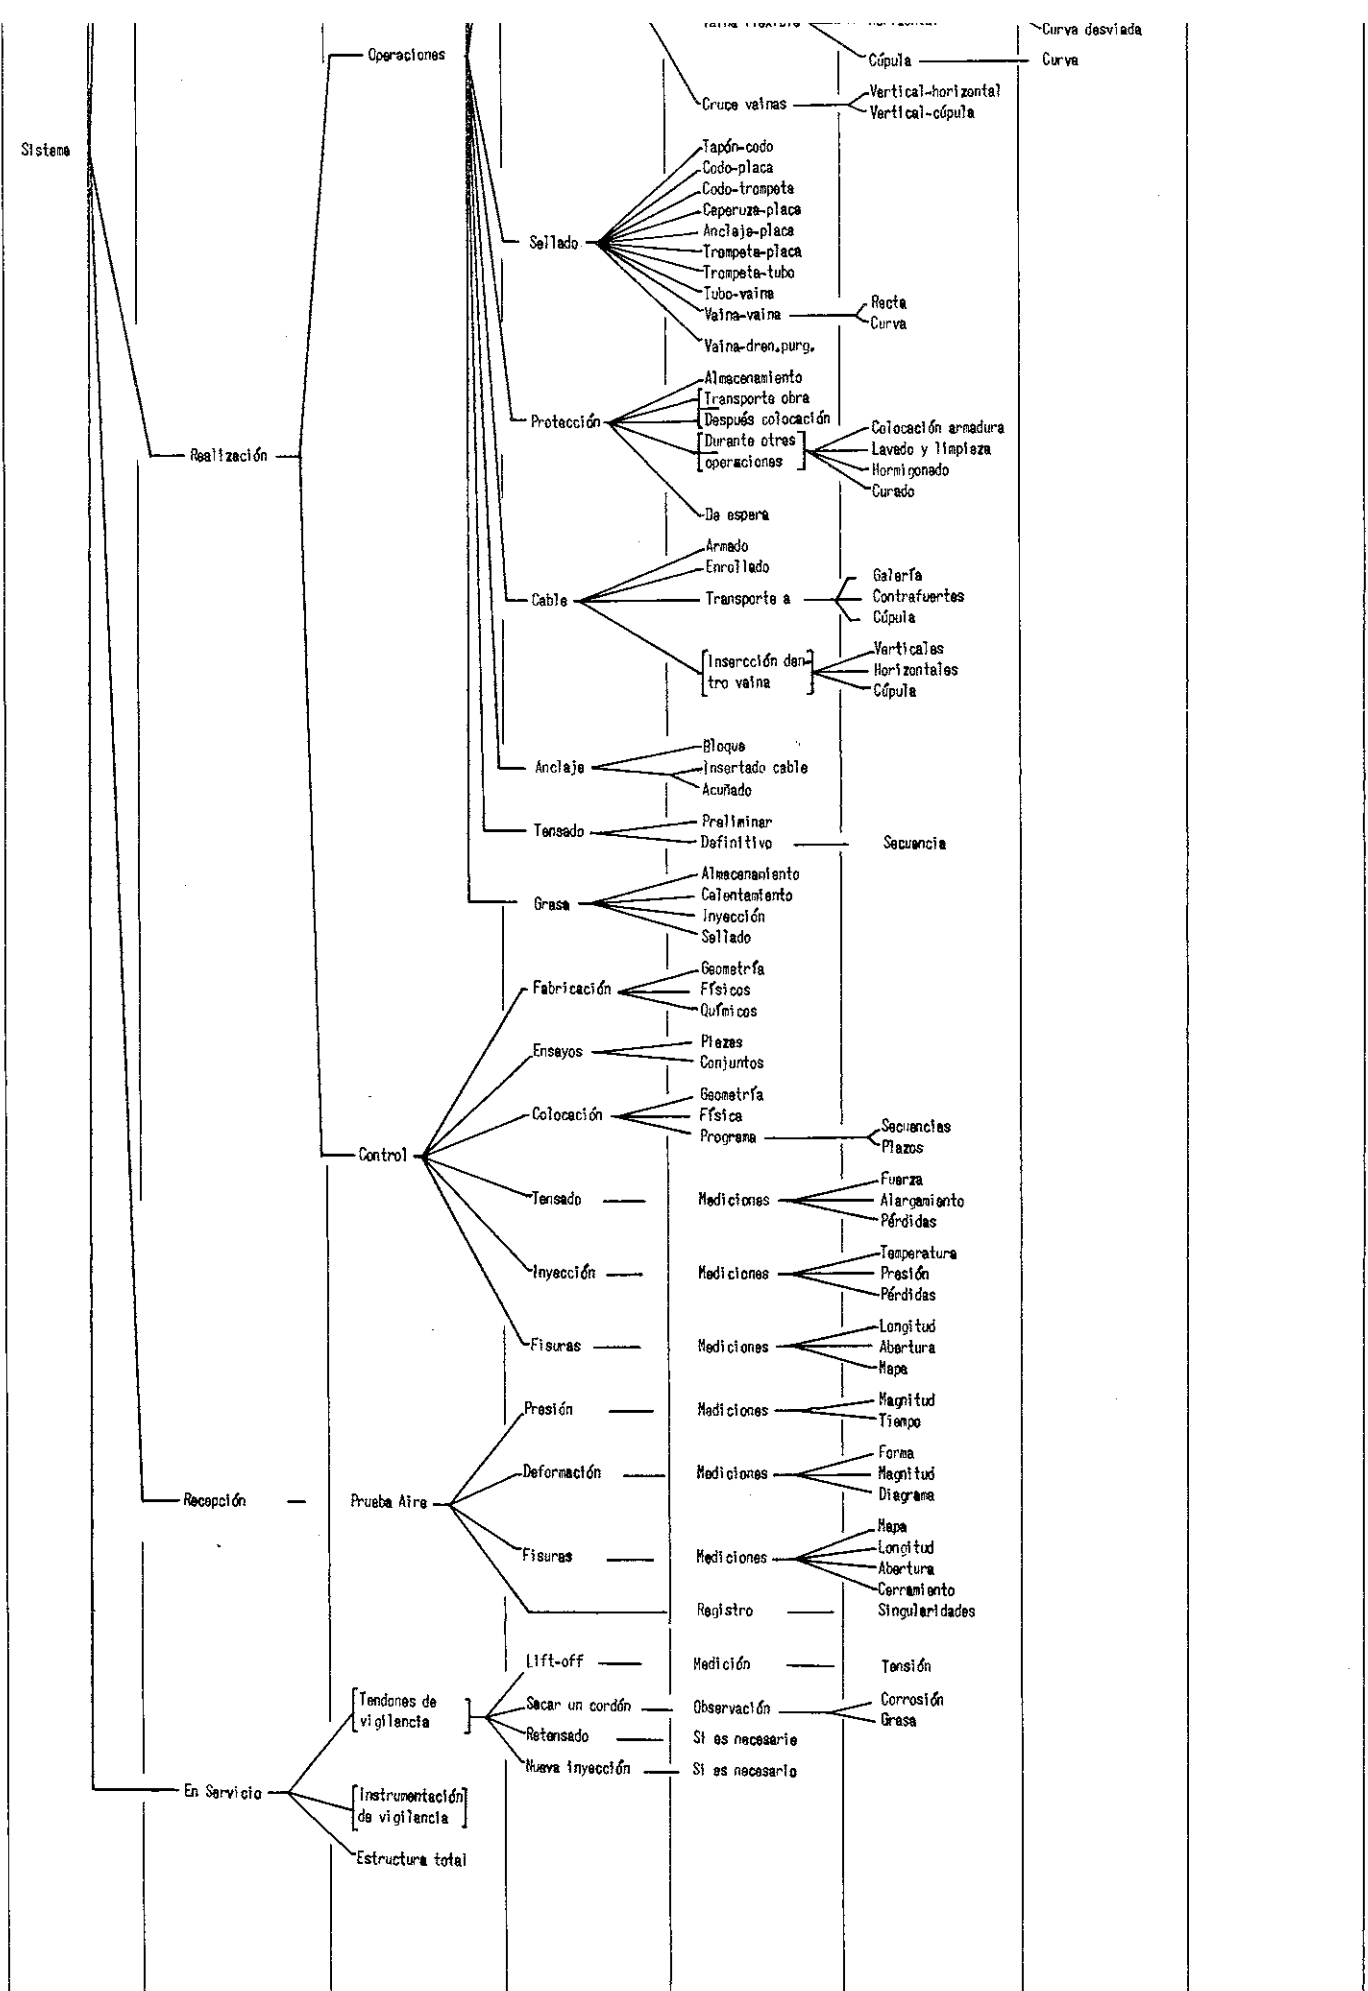 Curva desviada
Operaciones
Cúpula
Curva
Cruce vainas
Vertical-horizontal
Vertical-cúpula
Sistema
Tapón-codo
Codo-placa
Codo-trompeta
Caperuza-placa
Anclaje-placa
Sellado
Trompeta-placa
Trompeta-tubo
Tubo-vaina
Vaina-vaina
Recta
Curva
Vaina-dren.purg.
Almacenamiento
Transporte obra
Protección
Después colocación
Durante otras
operaciones
Colocación armadura
Lavado y limpieza
Hormigonado
Curado
Realización
De espera
Armado
Enrollado
Cable
Transporte a
Galería
Contrafuertes
Cúpula
Insercción den-
tro vaina
Verticales
Horizontales
Cúpula
Bloque
Anclaje
Insertado cable
Acuñado
Preliminar
Tensado
Definitivo
Secuencia
Almacenamiento
Calentamiento
Grasa
Inyección
Sellado
Geometría
Fabricación
Físicos
Químicos
Ensayos
Piezas
Conjuntos
Geometría
Colocación
Física
Programa
Secuencias
Plazos
Control
Tensado
Mediciones
Fuerza
Alargamiento
Pérdidas
Inyección
Mediciones
Temperatura
Presión
Pérdidas
Fisuras
Mediciones
Longitud
Abertura
Mapa
Presión
Mediciones
Magnitud
Tiempo
Deformación
Mediciones
Forma
Magnitud
Diagrama
Recepción
Prueba Aire
Fisuras
Mediciones
Mapa
Longitud
Abertura
Cerramiento
Registro
Singularidades
Lift-off
Medición
Tensión
Tendones de
vigilancia
Sacar un cordón
Observación
Corrosión
Grasa
Retensado
Si es necesario
Nueva inyección
Si es necesario
En Servicio
Instrumentación
de vigilancia
Estructura total